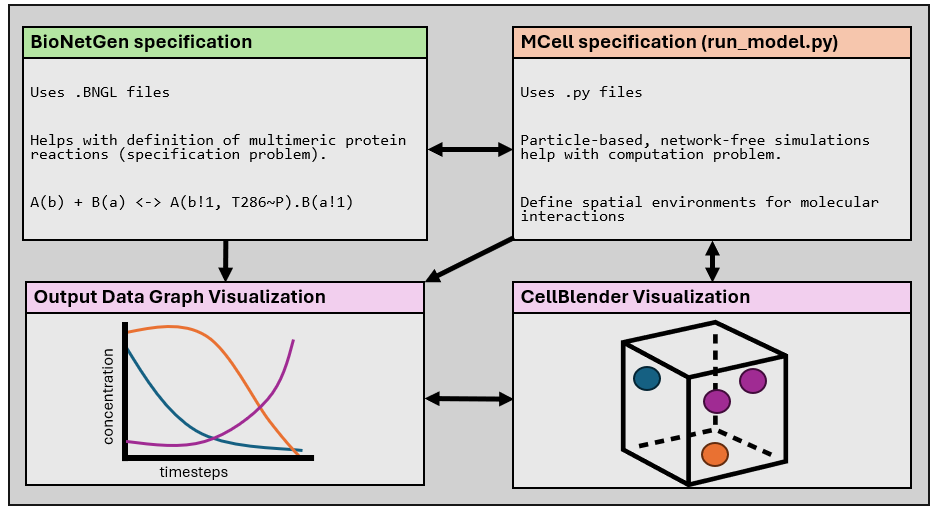 BioNetGen specification
Uses .BNGL files
Helps with definition of multimeric protein
reactions (specification problem).
A(b) + B(a) <-> A(b!1, T286~P).B(a!1)
MCell specification (run_model.py)
Uses .py files
Particle-based, network-free simulations
help with computation problem.
Define spatial environments for molecular
interactions
Output Data Graph Visualization
concentration
timesteps
CellBlender Visualization